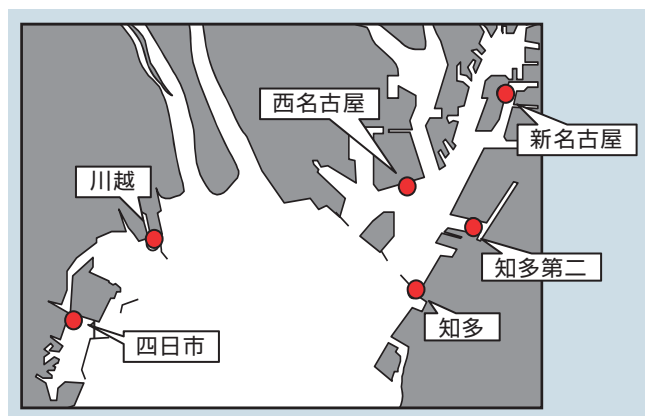 西名古屋
新名古屋
川越
知多第二
知多
四日市